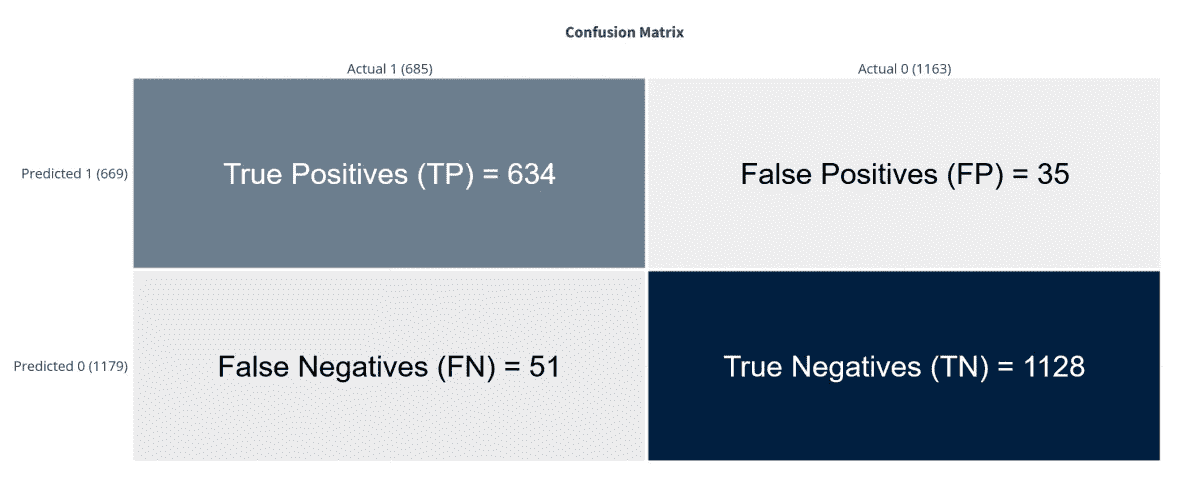 Confusion Matrix
Actual 1 (685)
Actual 0 (1163)
Predicted 1 (669)
True Positives (TP) = 634
False Positives (FP) = 35
Predicted 0 (1179)
False Negatives (FN) = 51
True Negatives (TN) = 1128